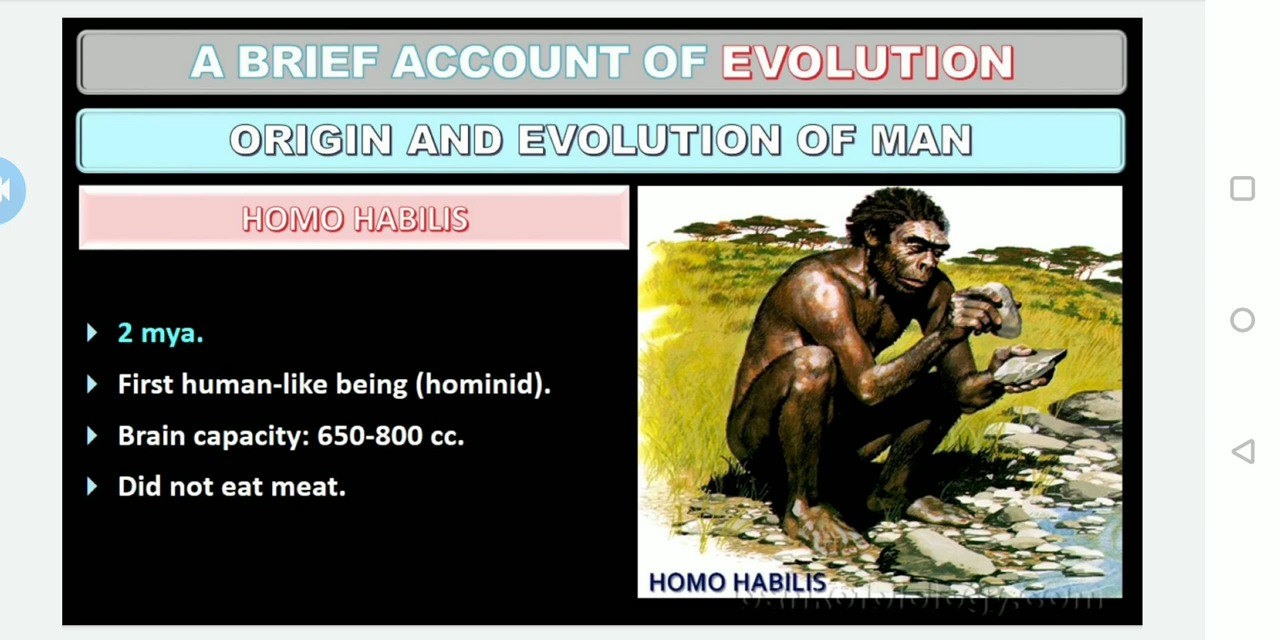 A BRIEF ACCOUNT OF EVOLUTION
ORIGIN AND EVOLUTION OF MAN
HOMO HABILIS
2 mya.
First human-like being (hominid).
Brain capacity: 650-800 cc.
Did not eat meat.
HOMO HABILIS